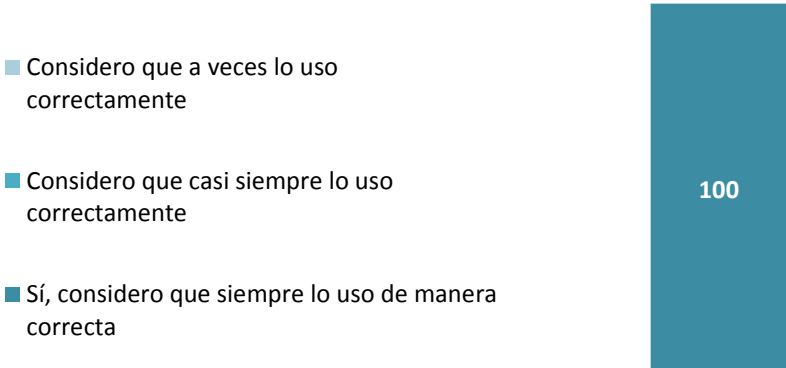 Considero que a veces lo uso
correctamente
Considero que casi siempre lo uso
correctamente
100
Sí, considero que siempre lo uso de manera
correcta